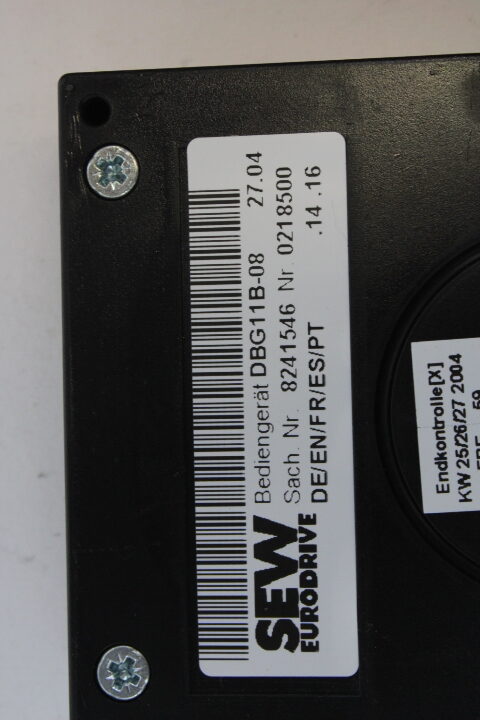 SEW
EURODRIVE
Bediengerät DBG11B-08 27.04
Sach. Nr. 8241546 Nr. 0218500
DE/EN/FR/ES/PT .14 .16
Endkontrolle[X]
KW 25/26/27 2004
59